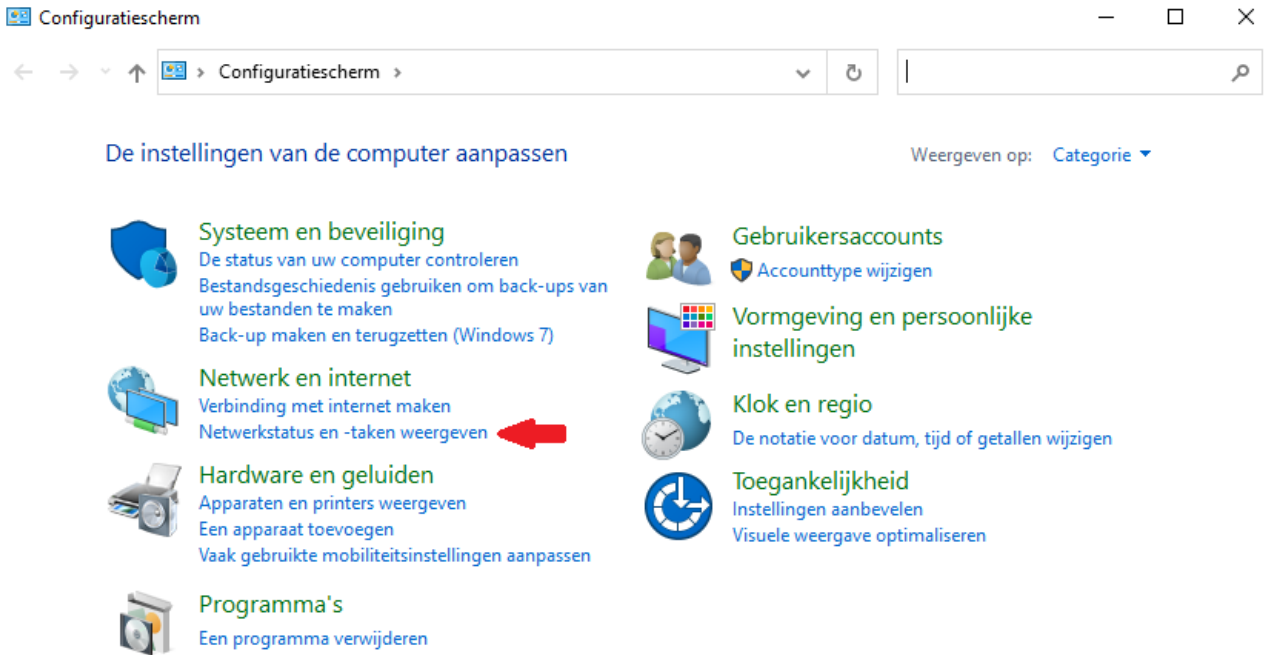 Configuratiescherm
Configuratiescherm
De instellingen van de computer aanpassen
Weergeven op: Categorie
Systeem en beveiliging
De status van uw computer controleren
Bestandsgeschiedenis gebruiken om back-ups van
uw bestanden te maken
Back-up maken en terugzetten (Windows 7)
Netwerk en internet
Verbinding met internet maken
Netwerkstatus en -taken weergeven
Hardware en geluiden
Apparaten en printers weergeven
Een apparaat toevoegen
Vaak gebruikte mobiliteitsinstellingen aanpassen
Programma's
Een programma verwijderen
Gebruikersaccounts
Accounttype wijzigen
Vormgeving en persoonlijke
instellingen
Klok en regio
De notatie voor datum, tijd of getallen wijzigen
Toegankelijkheid
Instellingen aanbevelen
Visuele weergave optimaliseren